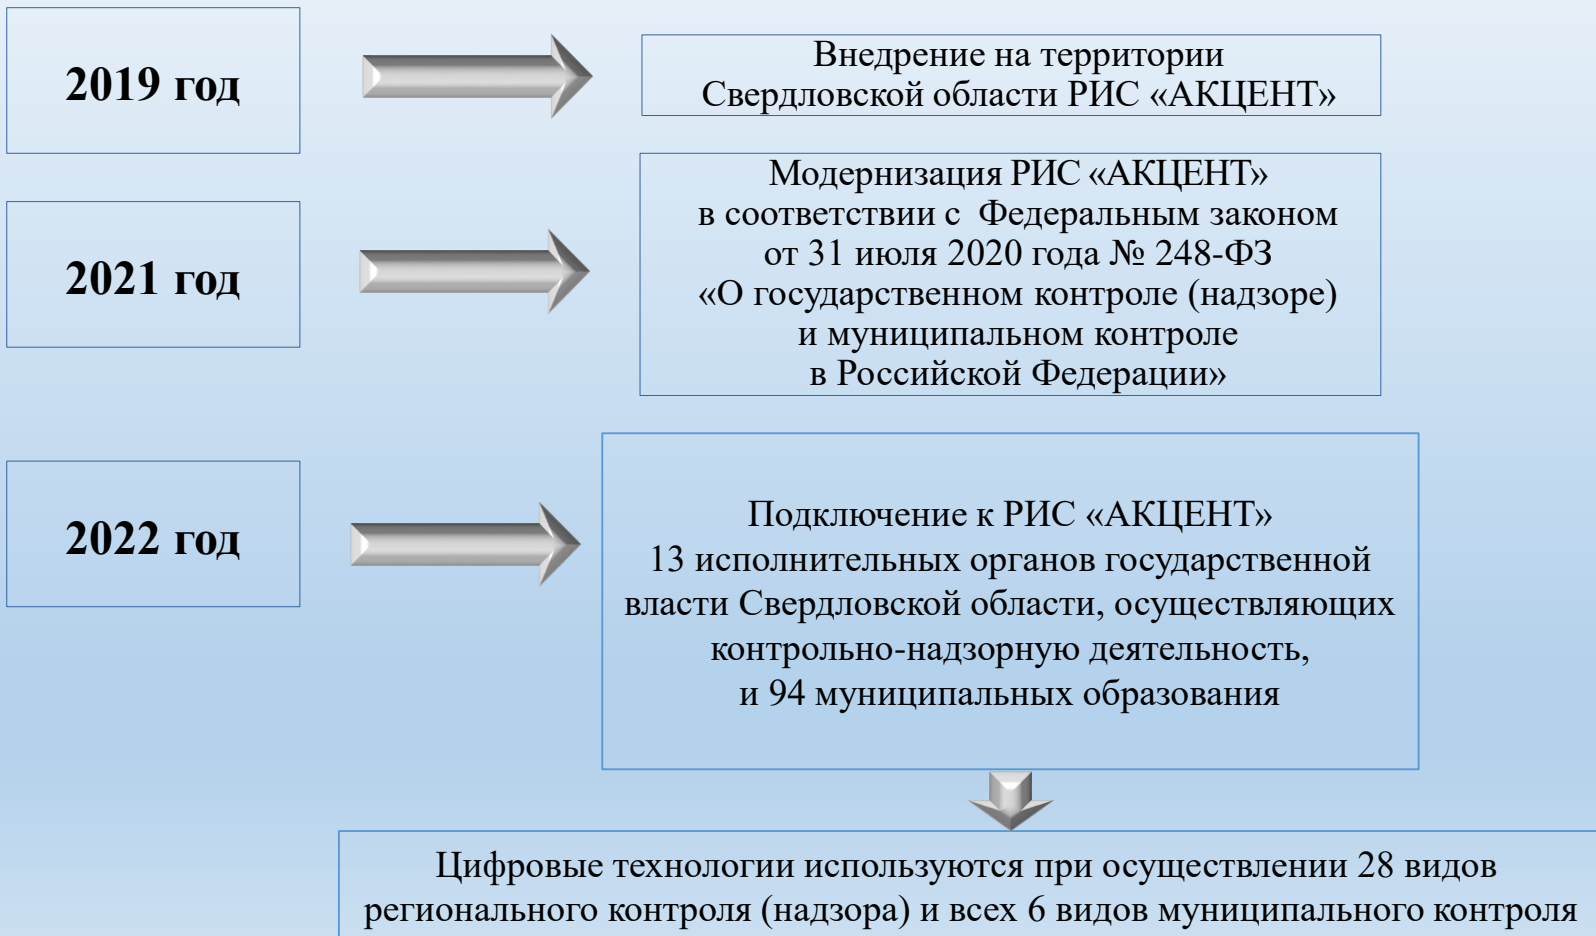 2019 год
Внедрение на территории
Свердловской области РИС «АКЦЕНТ»
2021 год
Модернизация РИС «АКЦЕНТ»
в соответствии с Федеральным законом
от 31 июля 2020 года № 248-ФЗ
«О государственном контроле (надзоре)
и муниципальном контроле
в Российской Федерации»
2022 год
Подключение к РИС «АКЦЕНТ»
13 исполнительных органов государственной
власти Свердловской области, осуществляющих
контрольно-надзорную деятельность,
и 94 муниципальных образования
Цифровые технологии используются при осуществлении 28 видов
регионального контроля (надзора) и всех 6 видов муниципального контроля